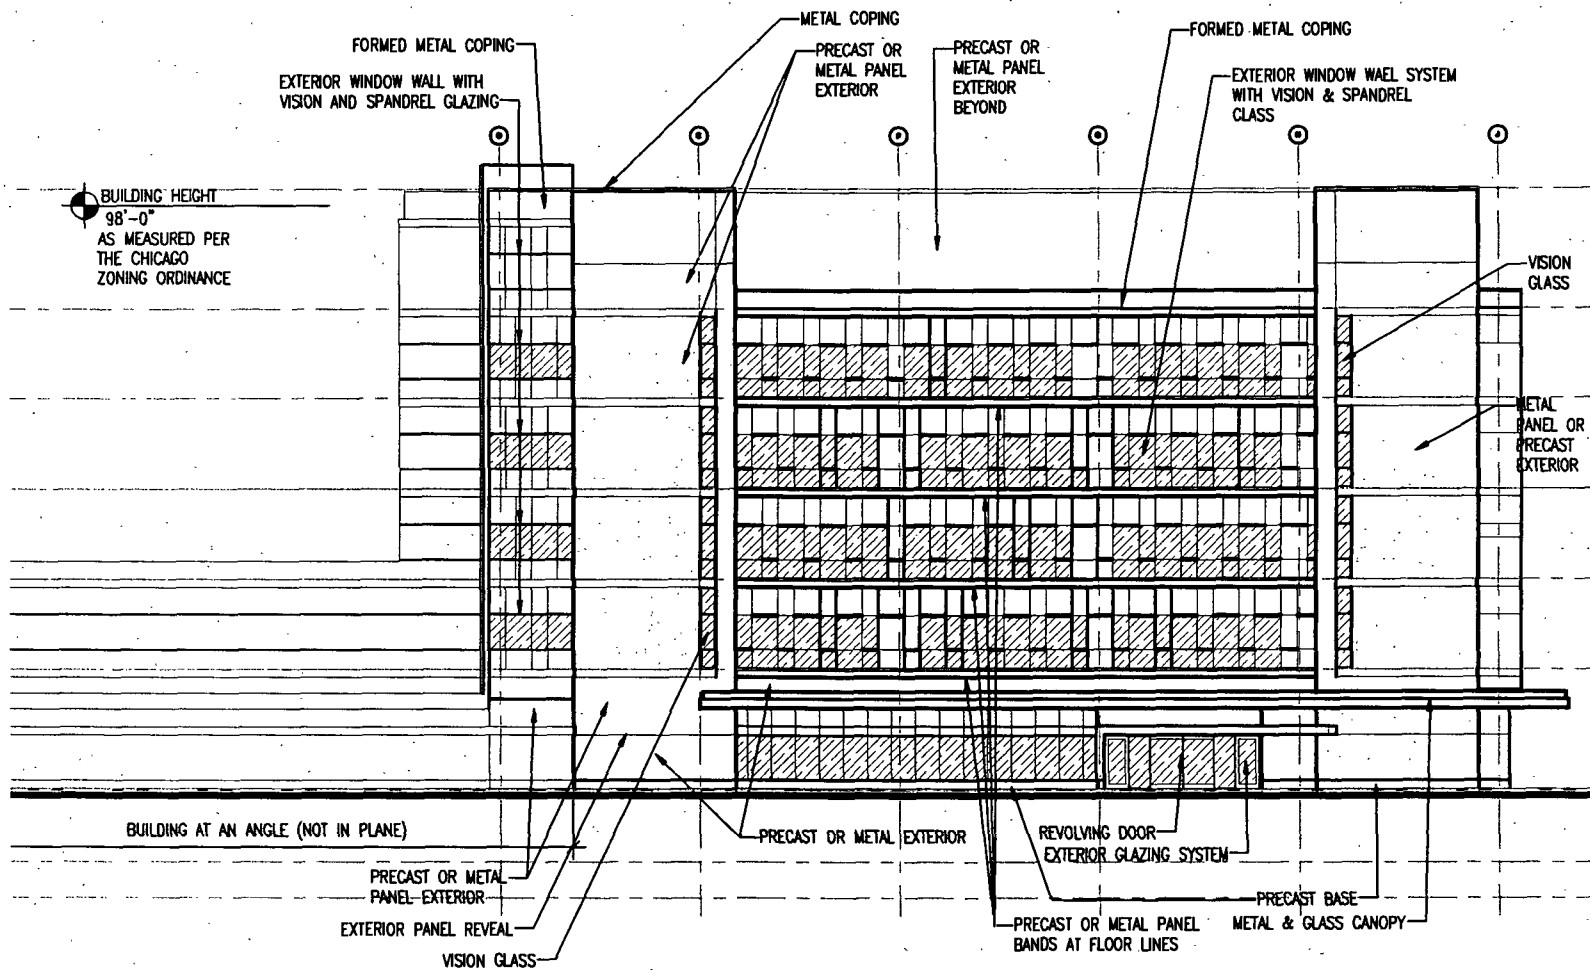 METAL COPING
FORMED METAL COPING
EXTERIOR WINDOW WALL WITH
VISION AND SPANDREL GLAZING
PRECAST OR
METAL PANEL
EXTERIOR
PRECAST OR
METAL PANEL
EXTERIOR
BEYOND
FORMED METAL COPING
EXTERIOR WINDOW WAEL SYSTEM
WITH VISION & SPANDREL
CLASS
BUILDING HEIGHT
98'-0"
AS MEASURED PER
THE CHICAGO
ZONING ORDINANCE
VISION
GLASS
METAL
PANEL OR
PRECAST
EXTERIOR
BUILDING AT AN ANGLE (NOT IN PLANE)
PRECAST OR METAL EXTERIOR
REVOLVING DOOR
EXTERIOR GLAZING SYSTEM
PRECAST OR METAL
PANEL EXTERIOR
PRECAST BASE
EXTERIOR PANEL REVEAL
PRECAST OR METAL PANEL
BANDS AT FLOOR LINES
METAL & GLASS CANOPY
VISION GLASS